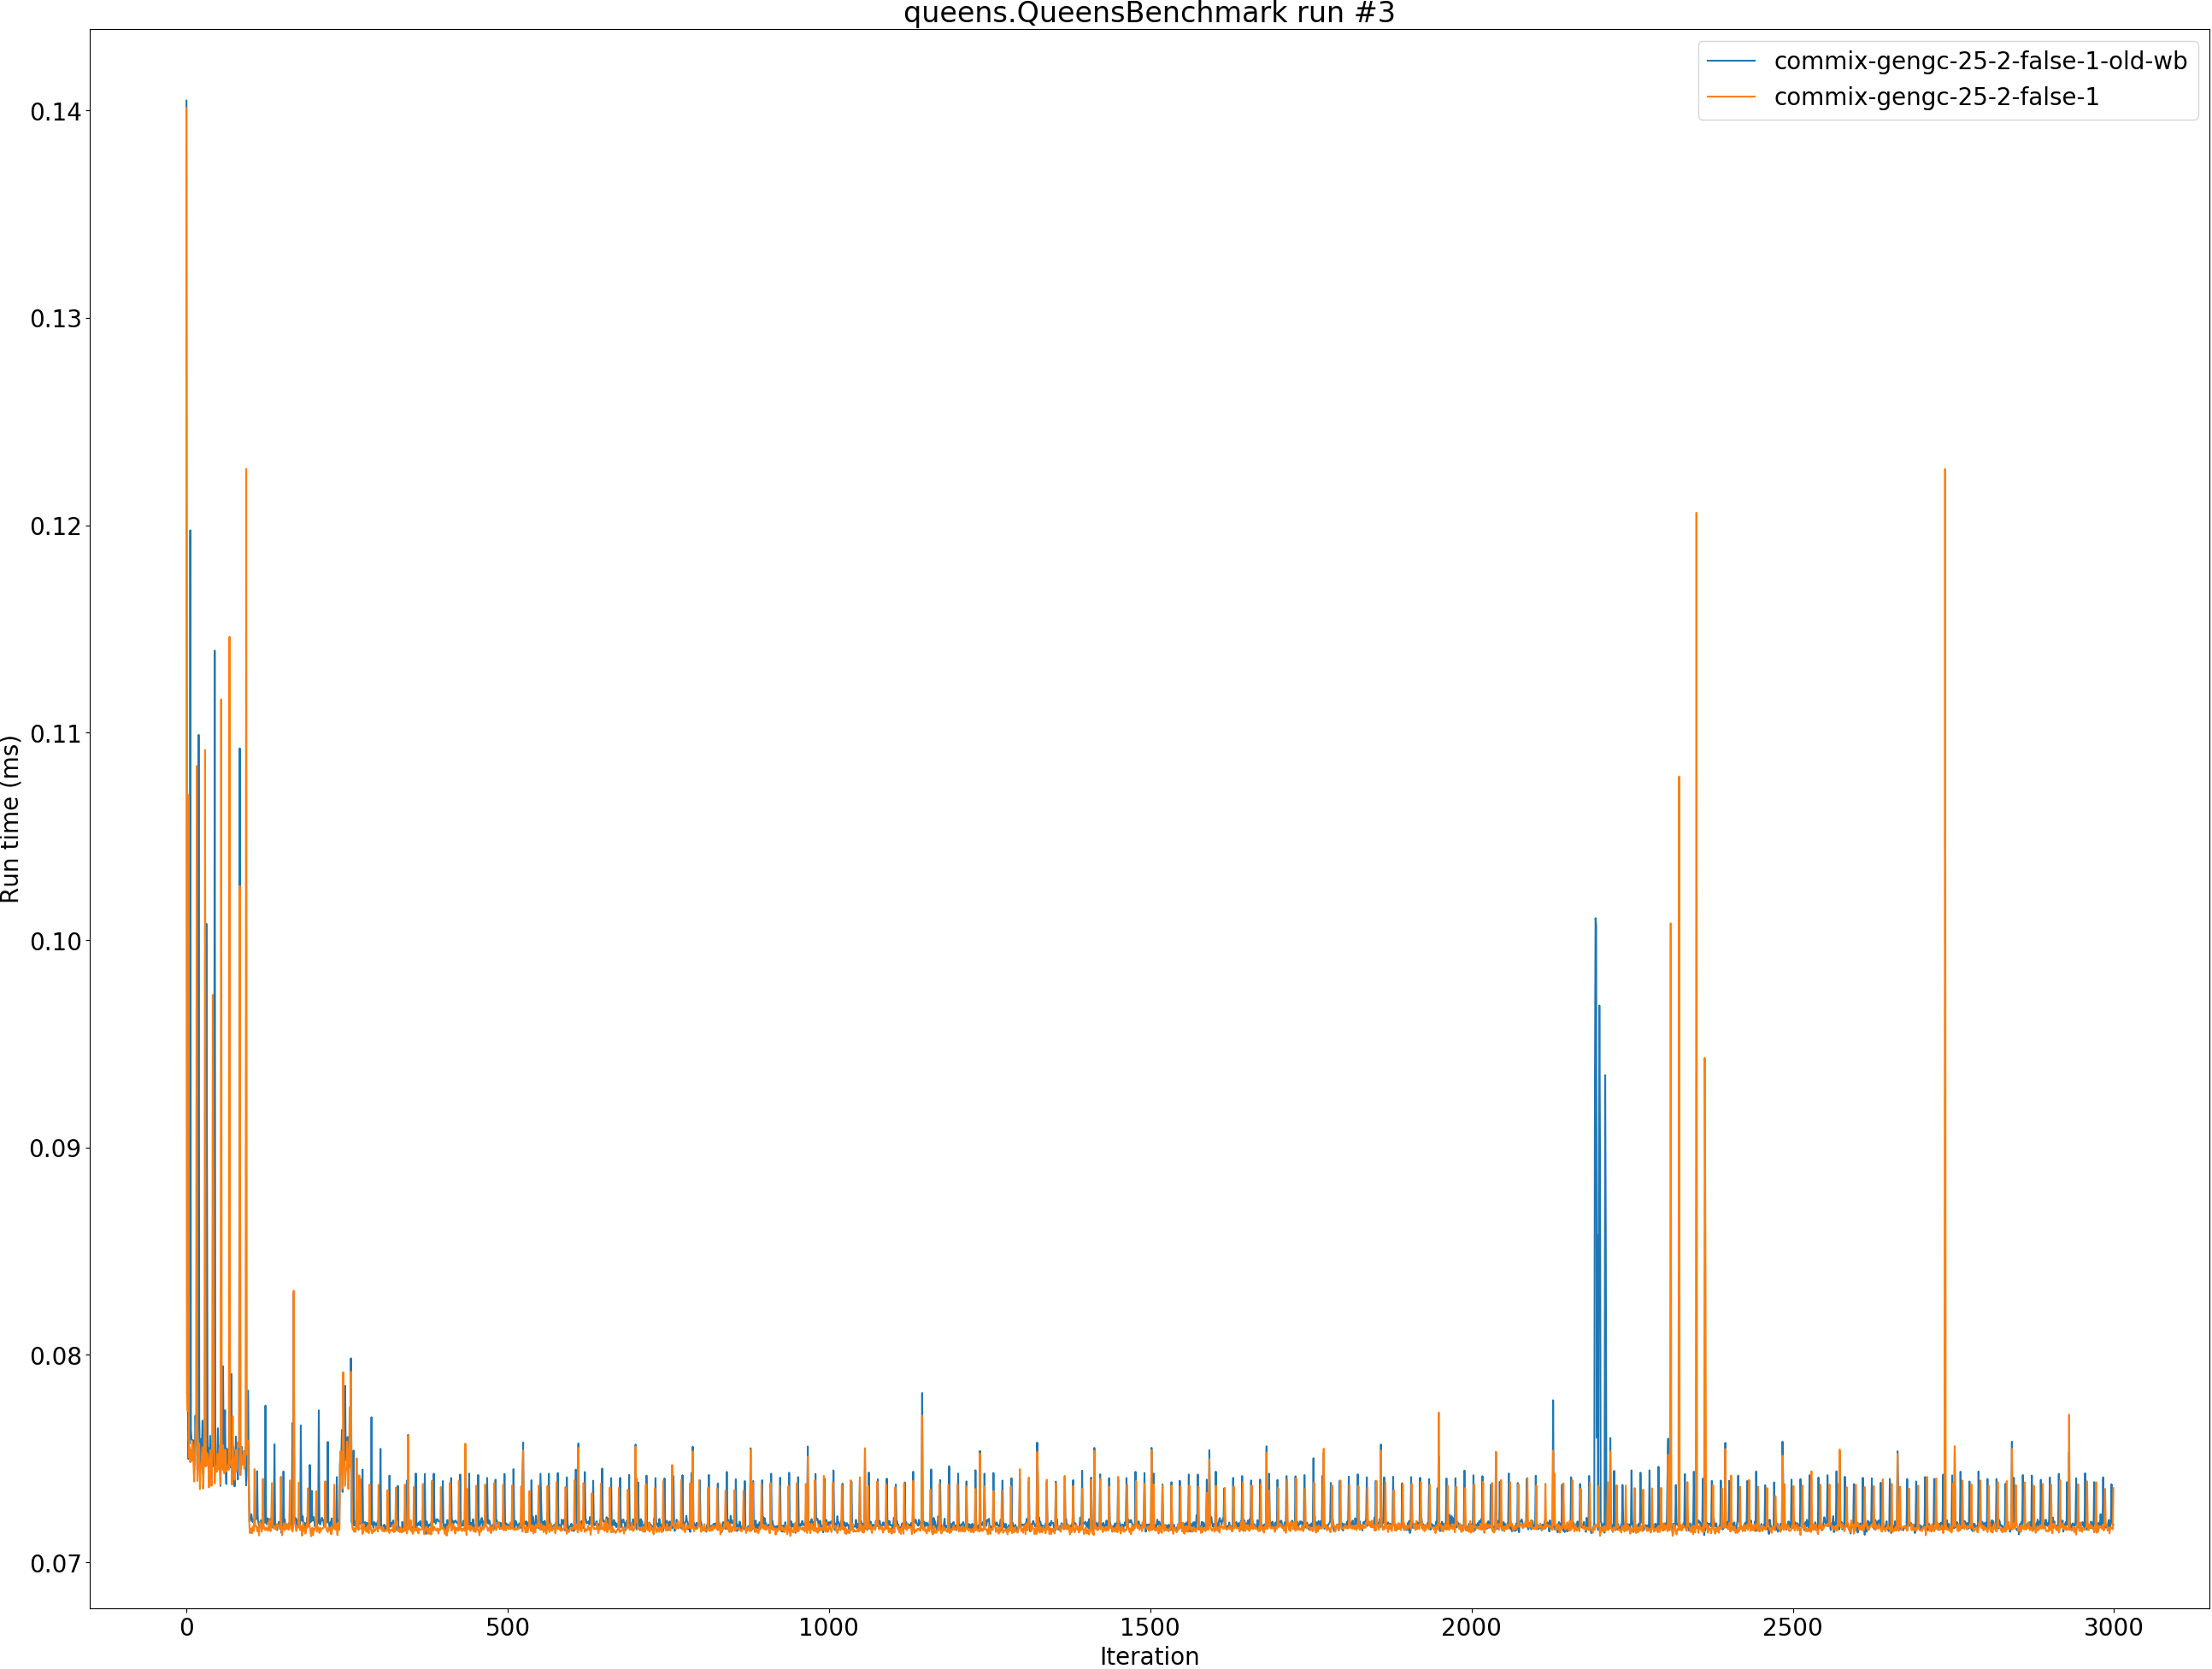 queens.QueensBenchmark run #3
commix-gengc-25-2-false-1-old-wb
commix-gengc-25-2-false-1
Run time (ms)
0.14
0.13
0.12
0.11
0.10
0.09
0.08
0.07
0 500 1000 1500 2000 2500 3000
Iteration